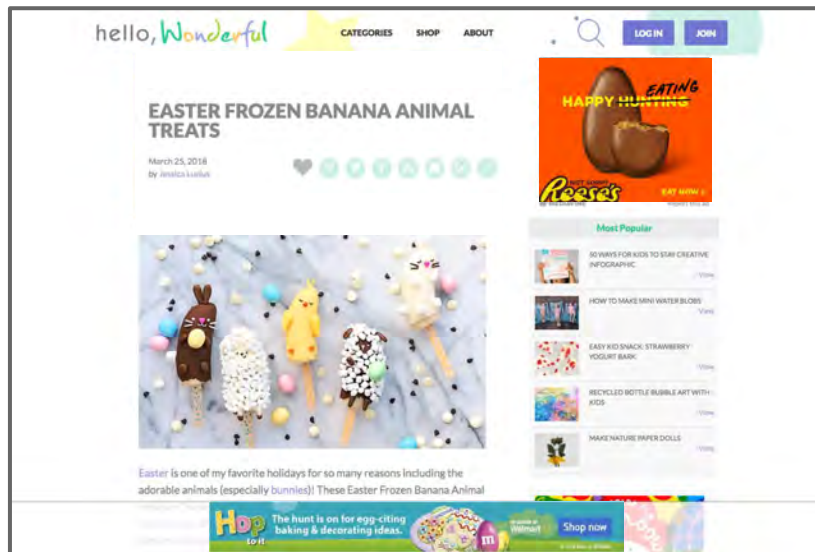 hello, Wonderful
CATEGORIES SHOP ABOUT
LOG IN JOIN
EASTER FROZEN BANANA ANIMAL
TREATS
March 25, 2018
by Jessica
HAPPY HUNTING EATING
NOT SORRY
Reese's
EAT NOW
Most Popular
50 WAYS FOR KIDS TO STAY CREATIVE
INFOGRAPHIC
View
HOW TO MAKE MINI WATER BLOBS
View
EASY KID SNACK: STRAWBERRY
YOGURT BARK
View
RECYCLED BOTTLE BUBBLE ART WITH
KIDS
View
MAKE NATURE PAPER DOLLS
View
Easter is one of my favorite holidays for so many reasons including the
adorable animals (especially bunnies)! These Easter Frozen Banana Animal
Hop
to it
The hunt is on for egg-citing
baking & decorating ideas.
m
Walmart
Shop now